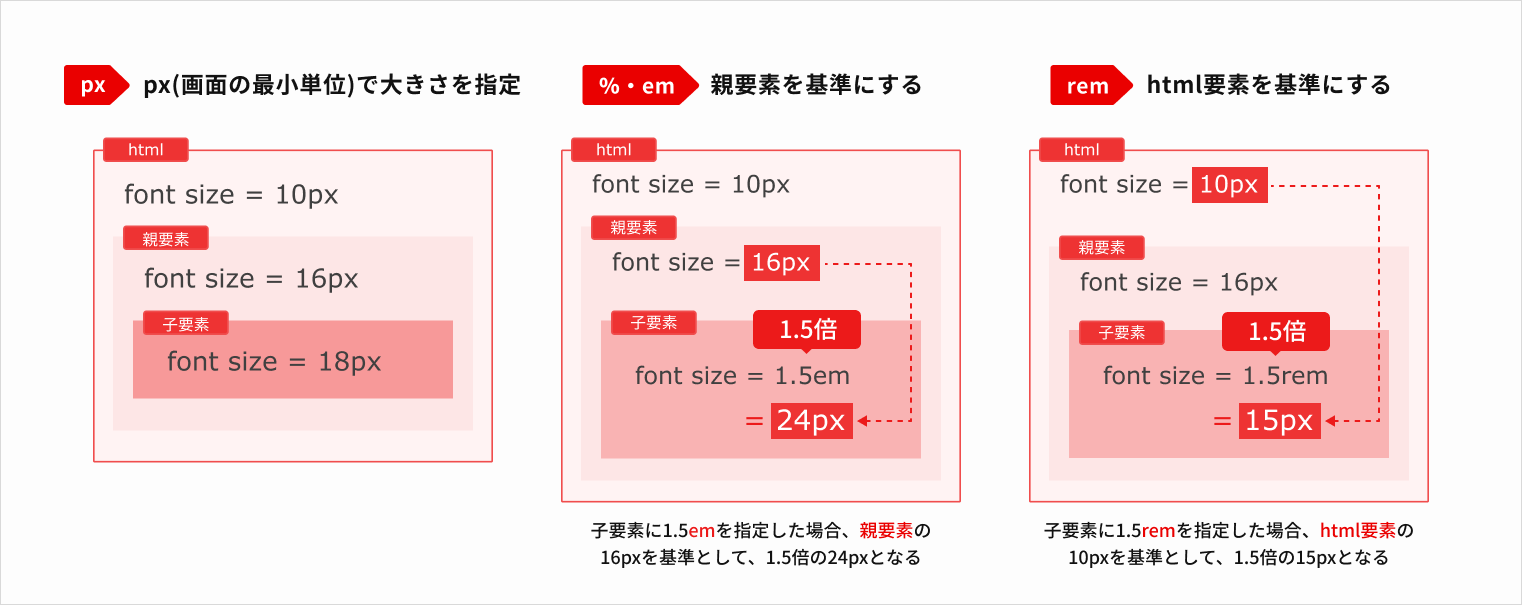 px
px(画面の最小単位)で大きさを指定
html
font size = 10px
親要素
font size = 16px
子要素
font size = 18px
%・em
親要素を基準にする
html
font size = 10px
親要素
font size = 16px
子要素
1.5倍
font size = 1.5em
= 24px
子要素に1.5emを指定した場合、親要素の
16pxを基準として、1.5倍の24pxとなる
rem
html要素を基準にする
html
font size = 10px
親要素
font size = 16px
子要素
1.5倍
font size = 1.5rem
= 15px
子要素に1.5remを指定した場合、html要素の
10pxを基準として、1.5倍の15pxとなる